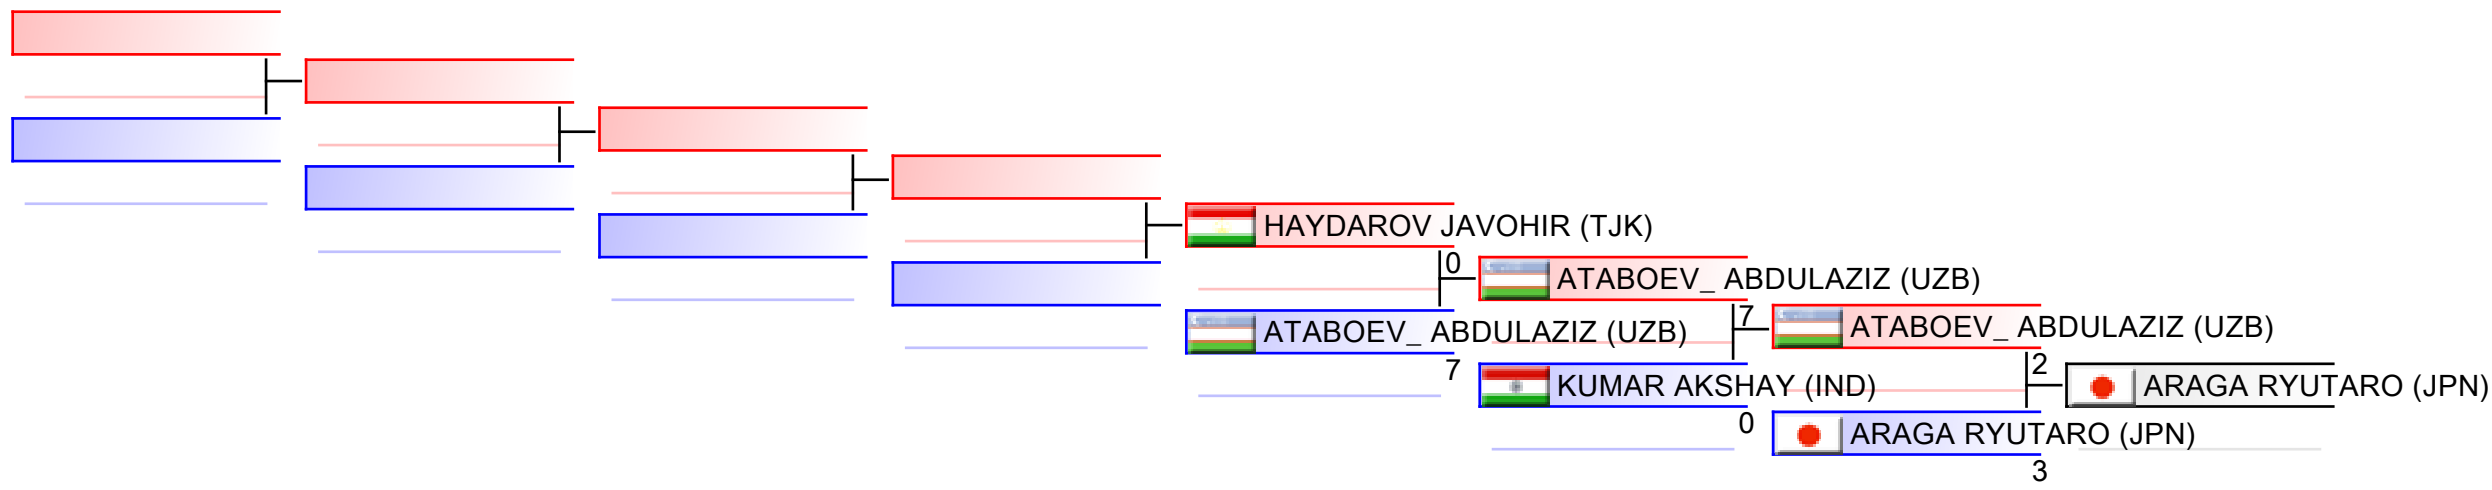 HAYDAROV JAVOHIR (TJK)
0
ATABOEV_ ABDULAZIZ (UZB)
7
ATABOEV_ ABDULAZIZ (UZB)
7
KUMAR AKSHAY (IND)
0
ATABOEV_ ABDULAZIZ (UZB)
2
ARAGA RYUTARO (JPN)
3
ARAGA RYUTARO (JPN)